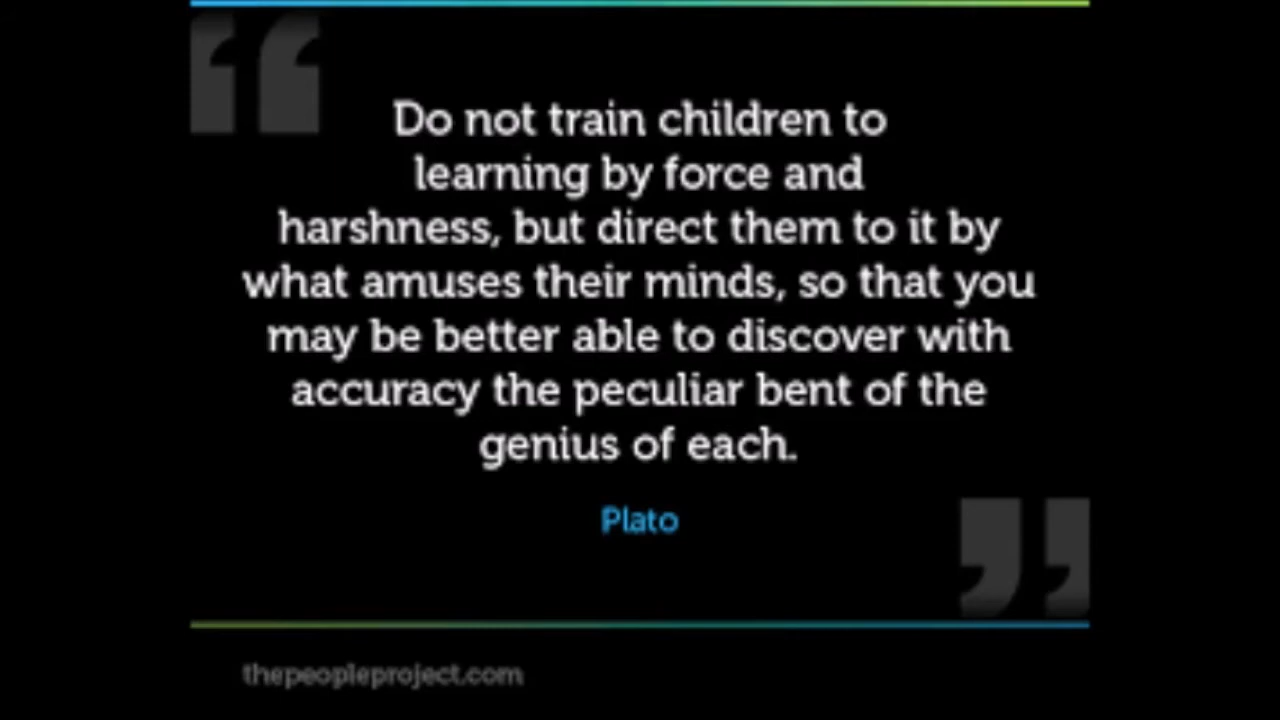 Do not train children to
learning by force and
harshness, but direct them to it by
what amuses their minds, so that you
may be better able to discover with
accuracy the peculiar bent of the
genius of each.
Plato
thepeopleproject.com